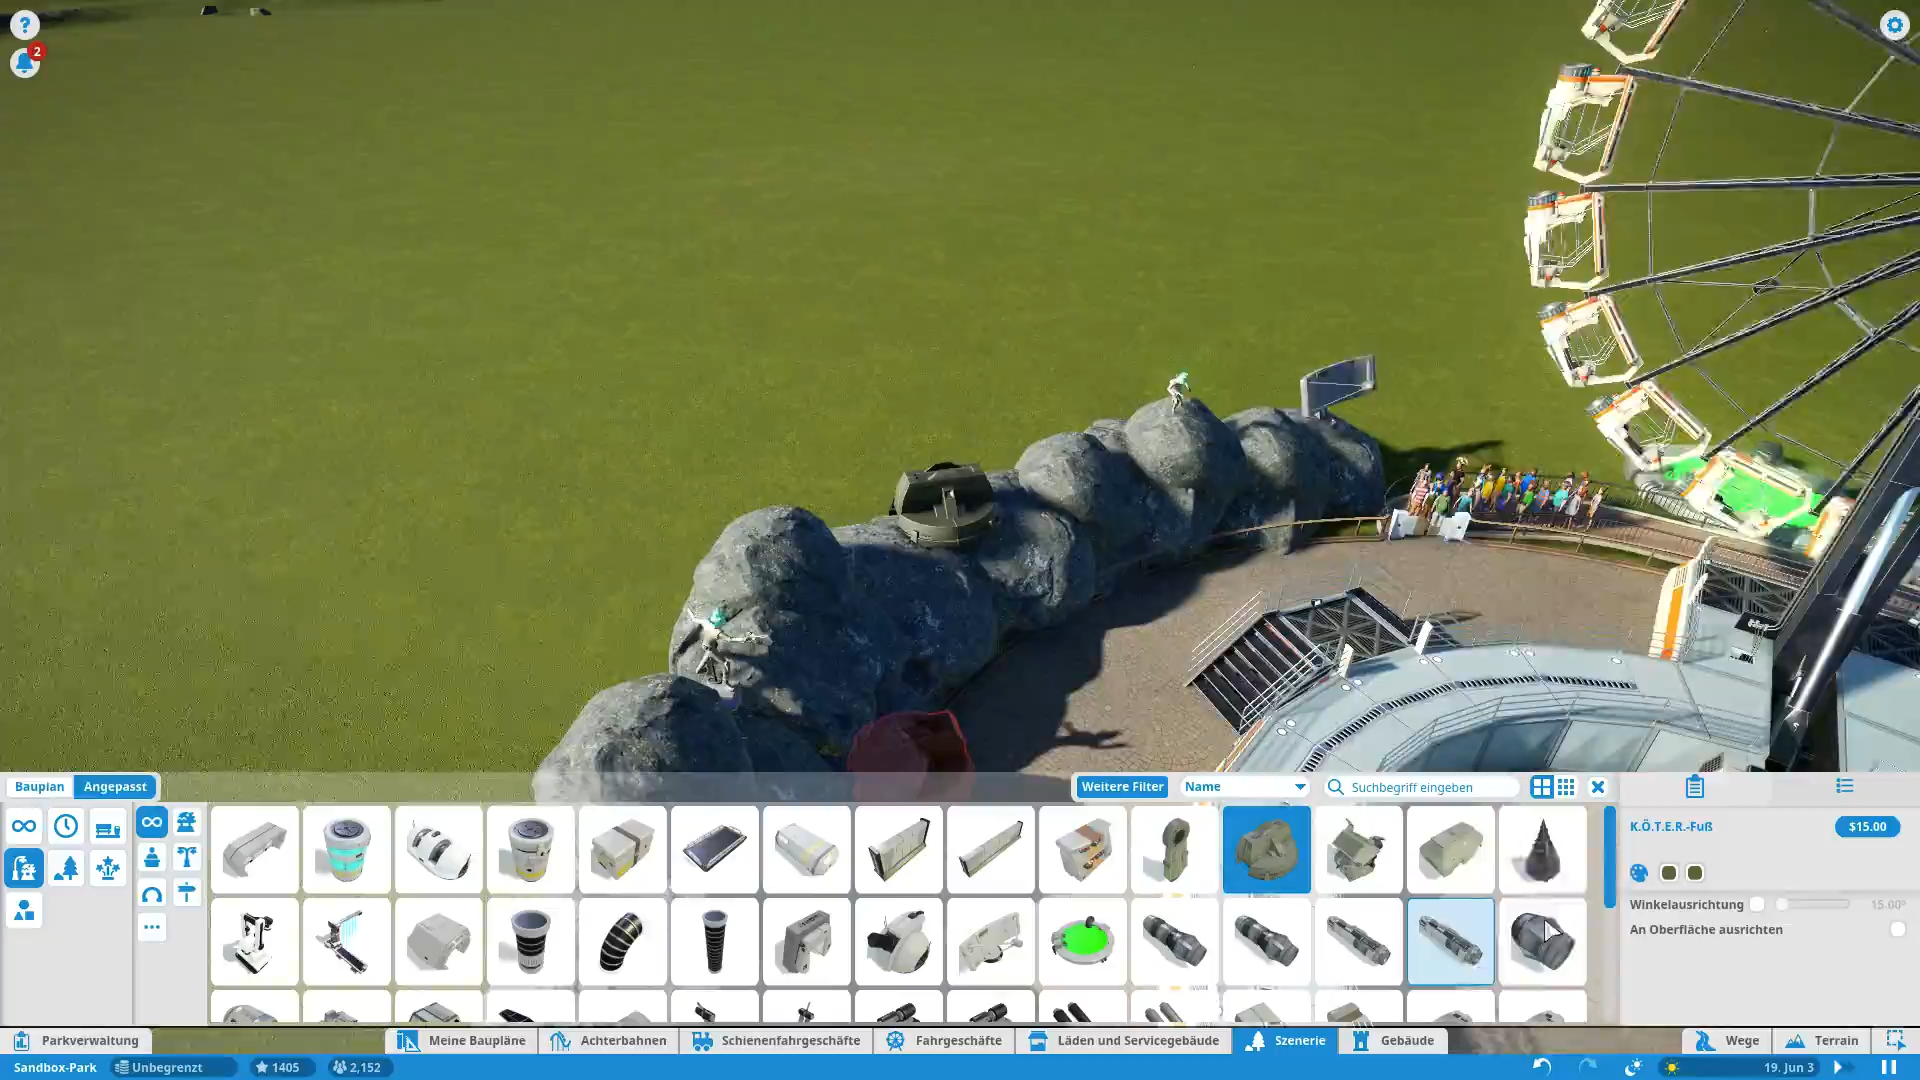 ?
2
Bauplan
Angepasst
Weitere Filter
Name
Suchbegriff eingeben
K.Ö.T.E.R.-Fuß
$15.00
Winkelausrichtung
15.00°
An Oberfläche ausrichten
Parkverwaltung
Meine Baupläne
Achterbahnen
Schienenfahrgeschäfte
Fahrgeschäfte
Läden und Servicegebäude
Szenerie
Gebäude
Wege
Terrain
Sandbox-Park
Unbegrenzt
1405
2,152
19. Jun 3